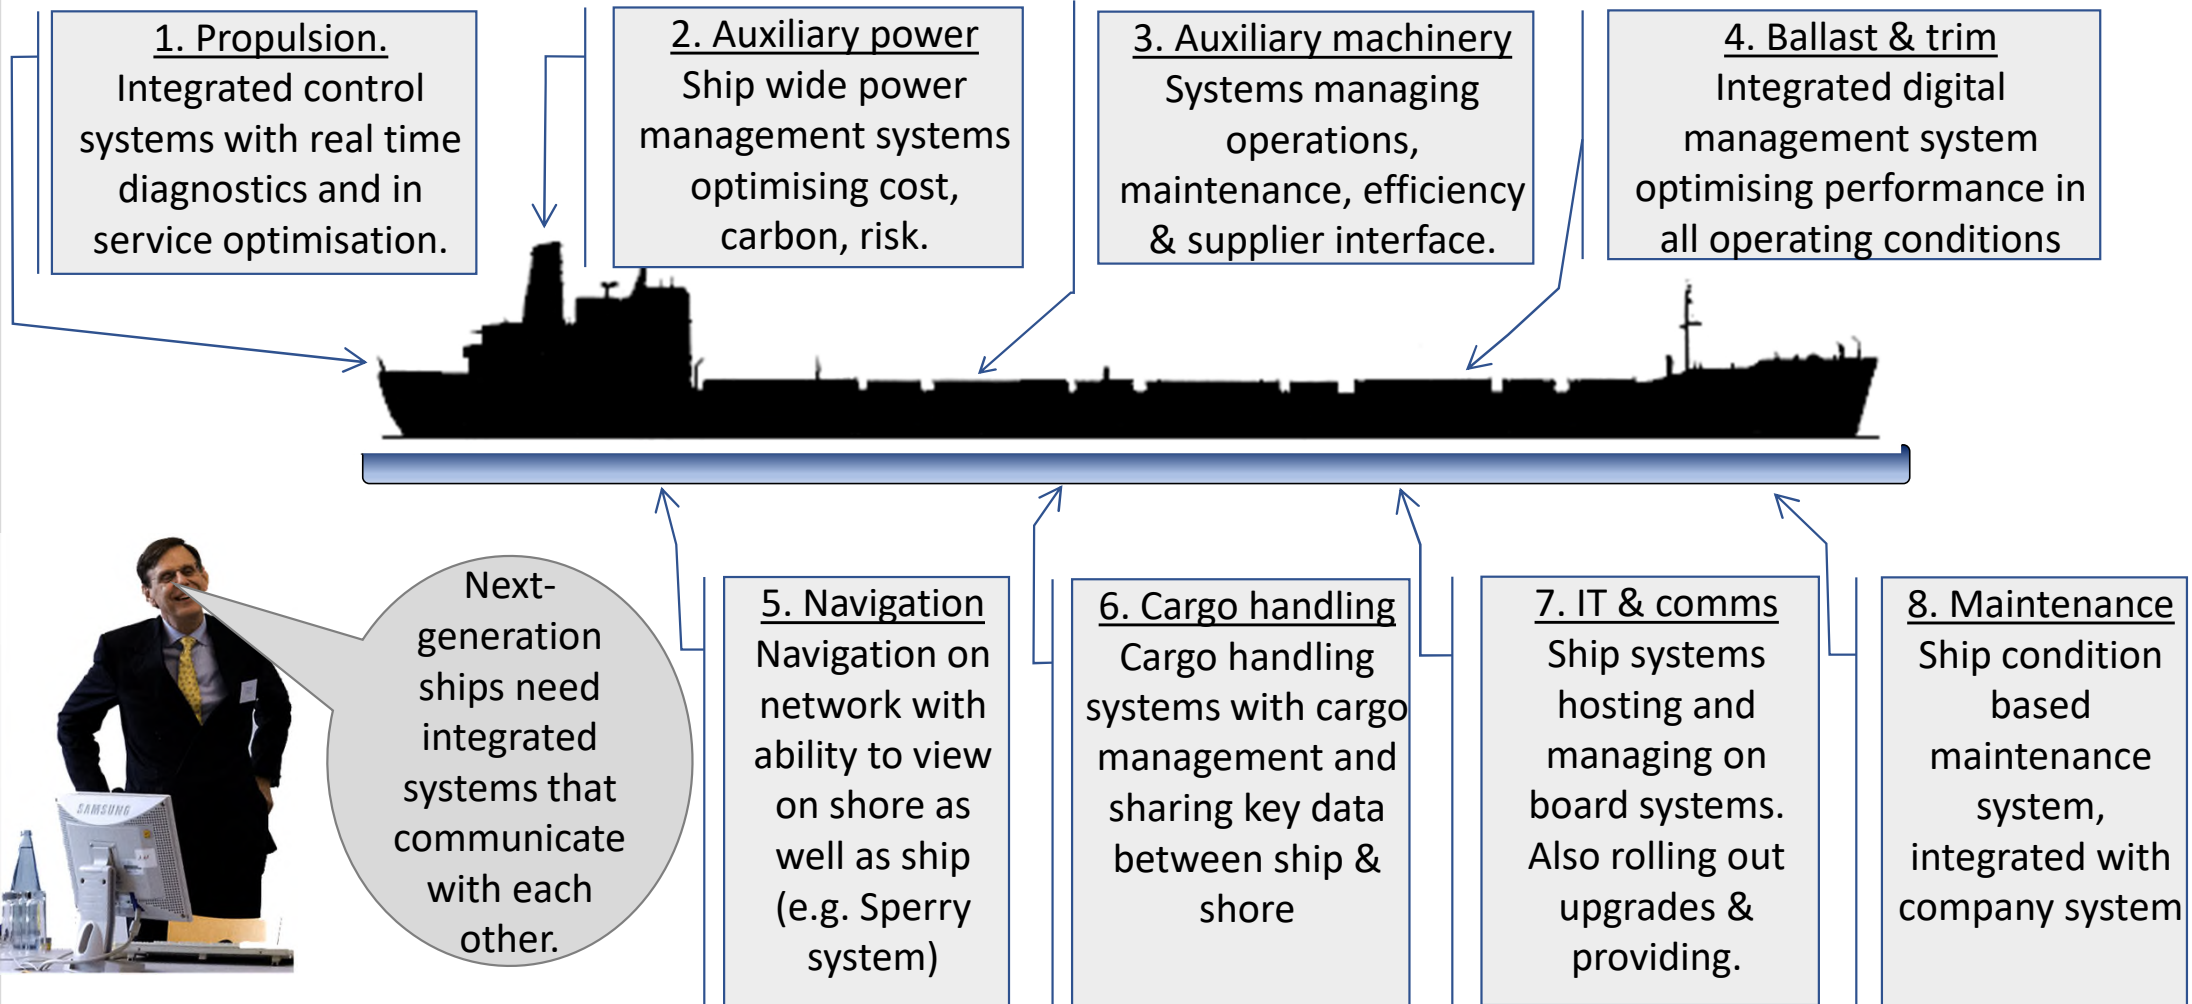 1. Propulsion.
Integrated control
systems with real time
diagnostics and in
service optimisation.
2. Auxiliary power
Ship wide power
management systems
optimising cost,
carbon, risk.
3. Auxiliary machinery
Systems managing
operations,
maintenance, efficiency
& supplier interface.
4. Ballast & trim
Integrated digital
management system
optimising performance in
all operating conditions
Next-
generation
ships need
integrated
systems that
communicate
with each
other.
SAMSUNG
5. Navigation
Navigation on
network with
ability to view
on shore as
well as ship
(e.g. Sperry
system)
6. Cargo handling
Cargo handling
systems with cargo
management and
sharing key data
between ship &
shore
7. IT & comms
Ship systems
hosting and
managing on
board systems.
Also rolling out
upgrades &
providing.
8. Maintenance
Ship condition
based
maintenance
system,
integrated with
company system